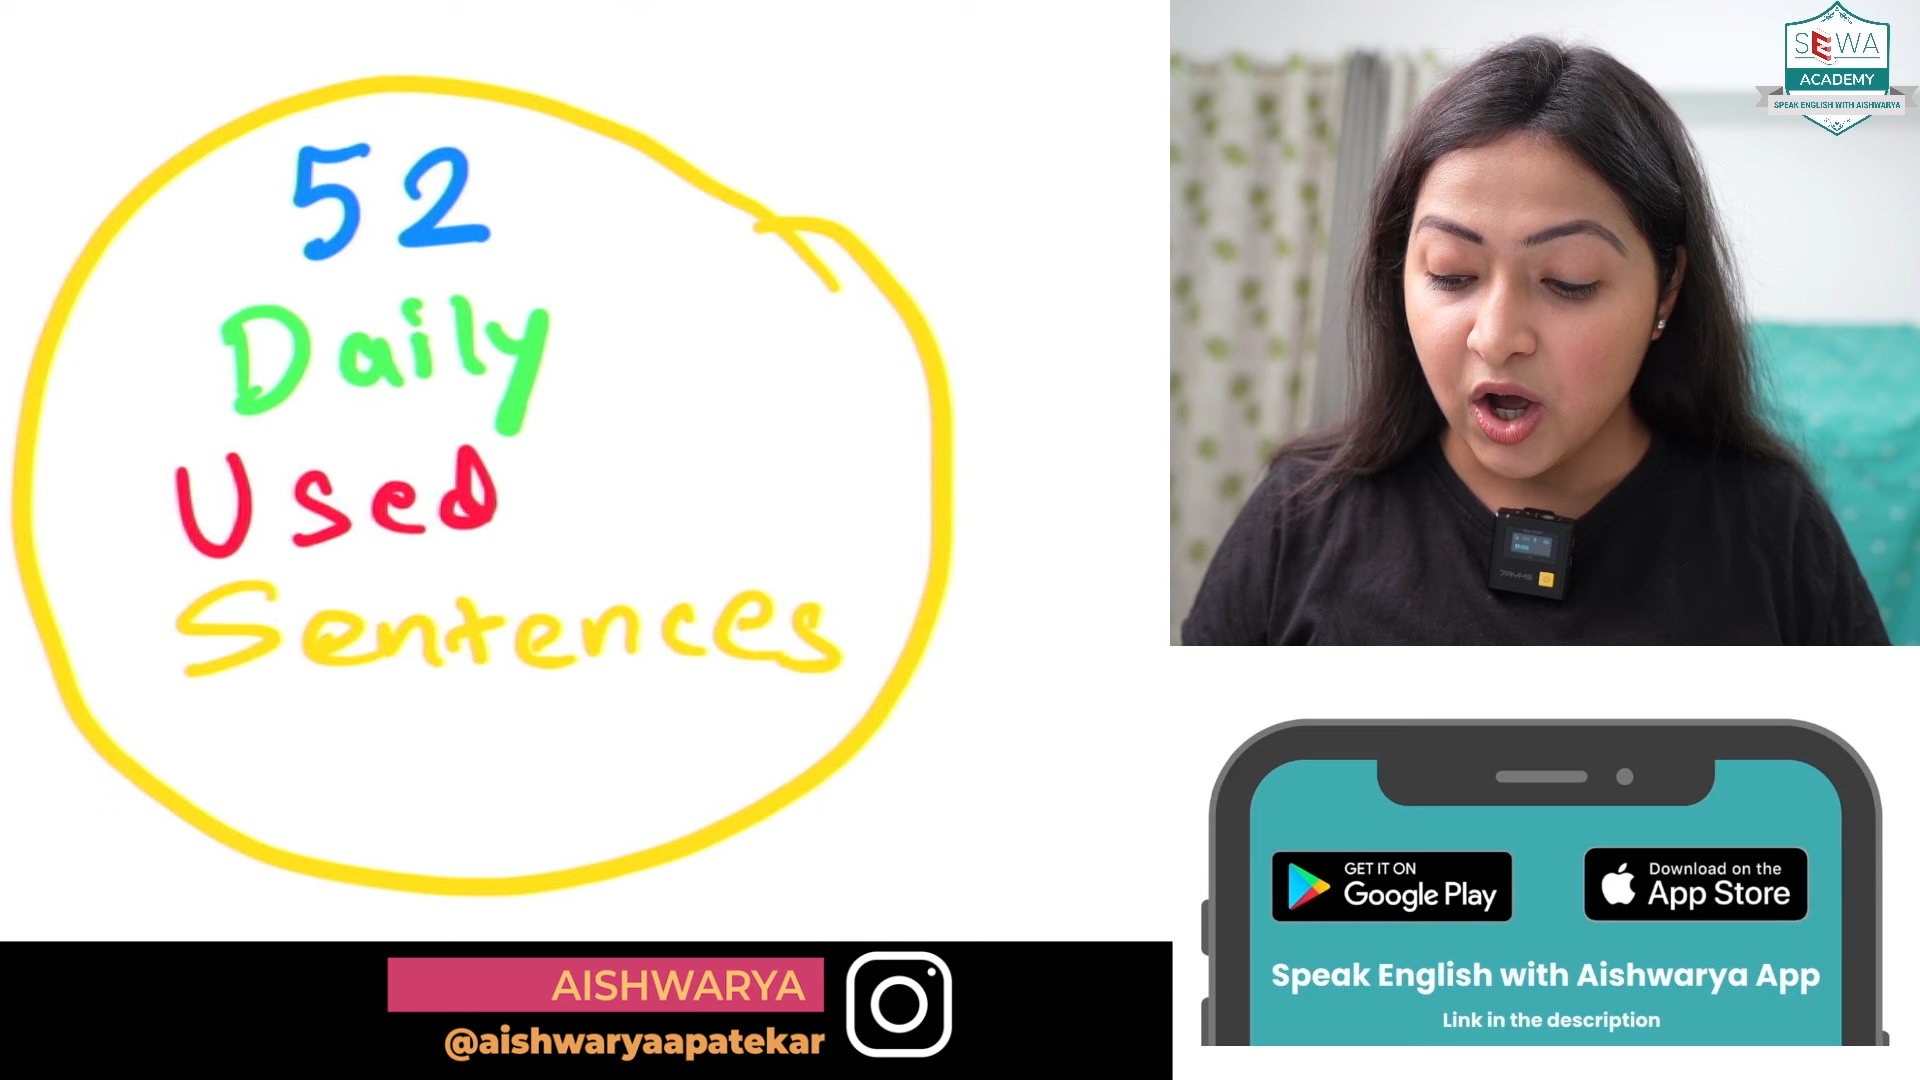 52
Daily
Used
Sentences
SEWA
ACADEMY
SPEAK ENGLISH WITH AISHWARYA
GET IT ON
Google Play
Download on the
App Store
Speak English with Aishwarya App
Link in the description
AISHWARYA
@aishwaryaapatekar